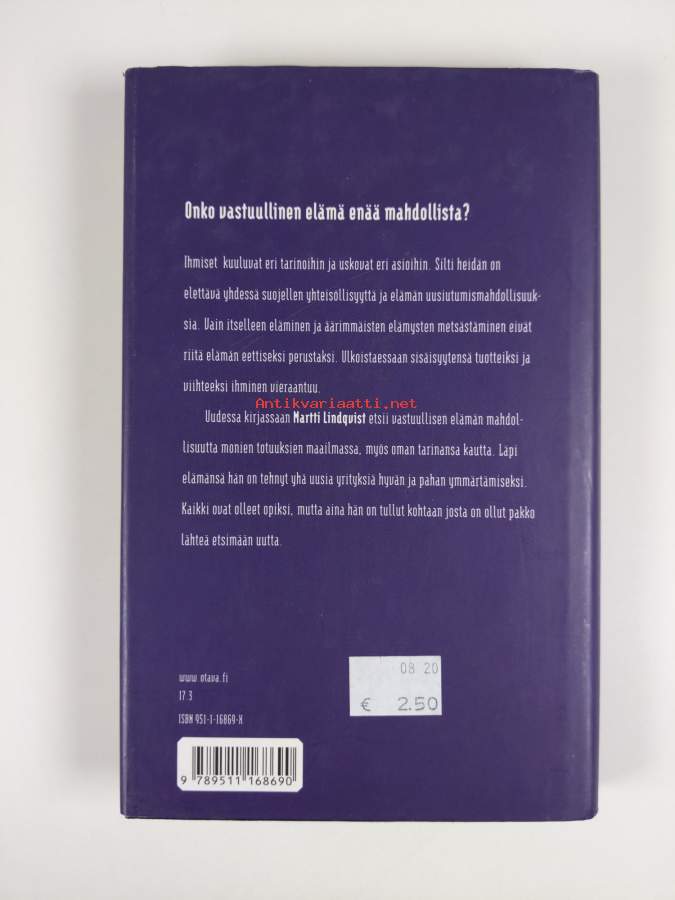 Onko vastuullinen elämä enää mahdollista?
Ihmiset kuuluvat eri tarinoihin ja uskovat eri asioihin. Silti heidän on
elettävä yhdessä suojellen yhteisöllisyyttä ja elämän uusiutumismahdollisuuk-
sia. Vain itselleen eläminen ja äärimmäisten elämysten metsästäminen eivät
riitä elämän eettiseksi perustaksi. Ulkoistaessaan sisäisyytensä tuotteiksi ja
viihteeksi ihminen vieraantuu.
Antikvariaatti.net
Uudessa kirjassaan Martti Lindqvist etsii vastuullisen elämän mahdol-
lisuutta monien totuuksien maailmassa, myös oman tarinansa kautta. Läpi
elämänsä hän on tehnyt yhä uusia yrityksiä hyvän ja pahan ymmärtämiseksi.
Kaikki ovat olleet opiksi, mutta aina hän on tullut kohtaan josta on ollut pakko
lähteä etsimään uutta.
08 20
€ 2.50
www.otava.fi
17.3
ISBN 951-1-16869-X
9 789511 168690